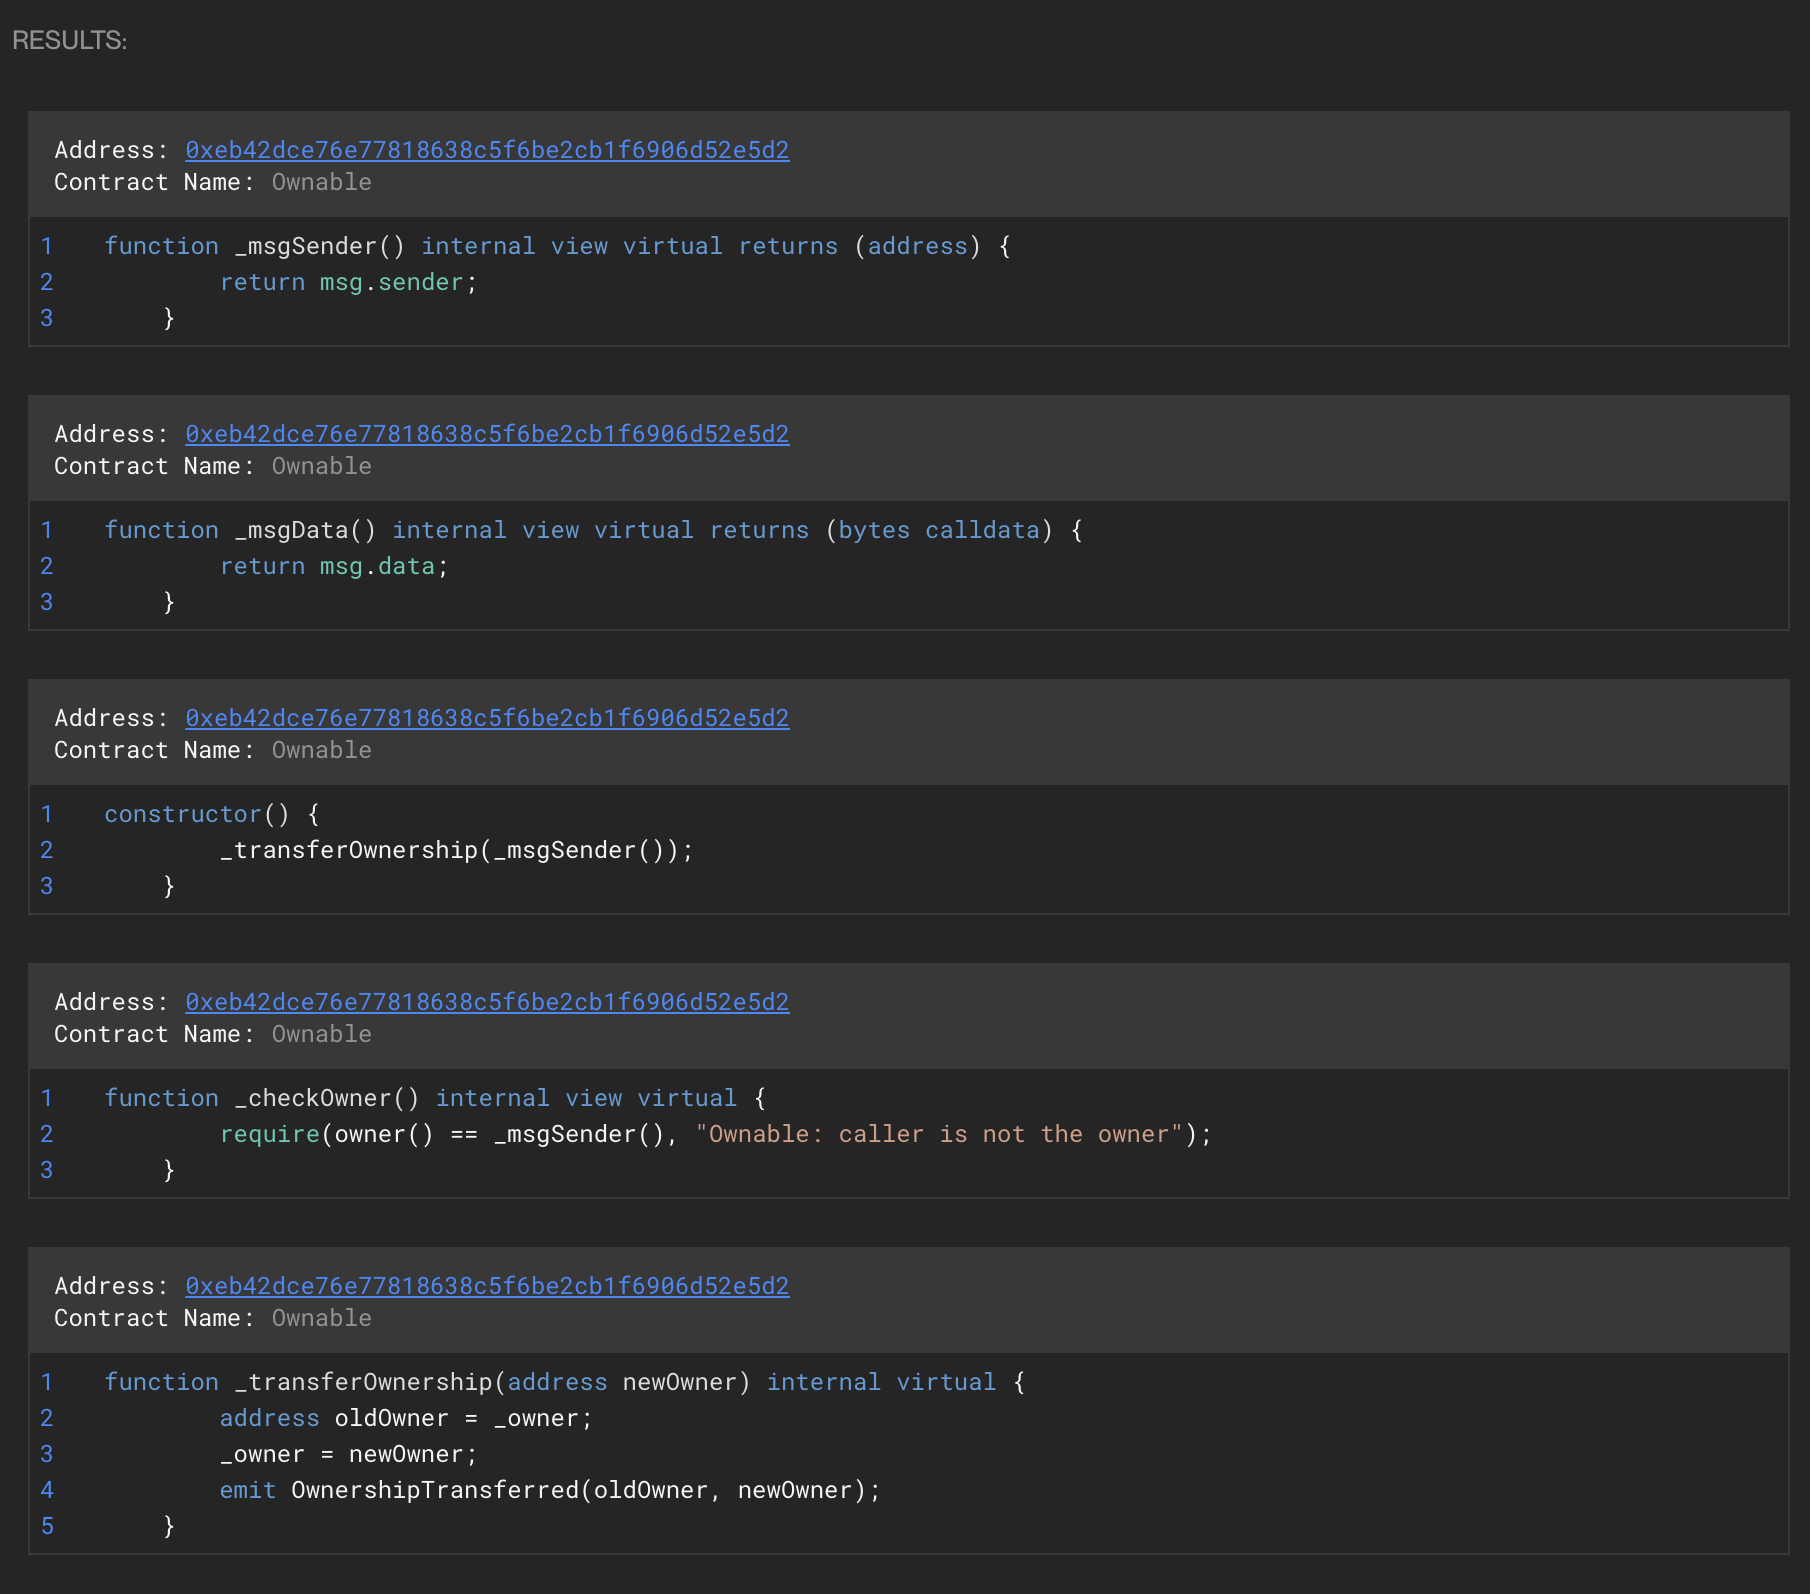 RESULTS:
Address: 0xeb42dce76e77818638c5f6be2cb1f6906d52e5d2
Contract Name: Ownable
1 function _msgSender() internal view virtual returns (address) {
2 return msg.sender;
3 }
Address: 0xeb42dce76e77818638c5f6be2cb1f6906d52e5d2
Contract Name: Ownable
1 function _msgData() internal view virtual returns (bytes calldata) {
2 return msg.data;
3 }
Address: 0xeb42dce76e77818638c5f6be2cb1f6906d52e5d2
Contract Name: Ownable
1 constructor() {
2 _transferOwnership(_msgSender());
3 }
Address: 0xeb42dce76e77818638c5f6be2cb1f6906d52e5d2
Contract Name: Ownable
1 function _checkOwner() internal view virtual {
2 require(owner() == _msgSender(), "Ownable: caller is not the owner");
3 }
Address: 0xeb42dce76e77818638c5f6be2cb1f6906d52e5d2
Contract Name: Ownable
1 function _transferOwnership(address newOwner) internal virtual {
2 address oldOwner = _owner;
3 _owner = newOwner;
4 emit OwnershipTransferred(oldOwner, newOwner);
5 }